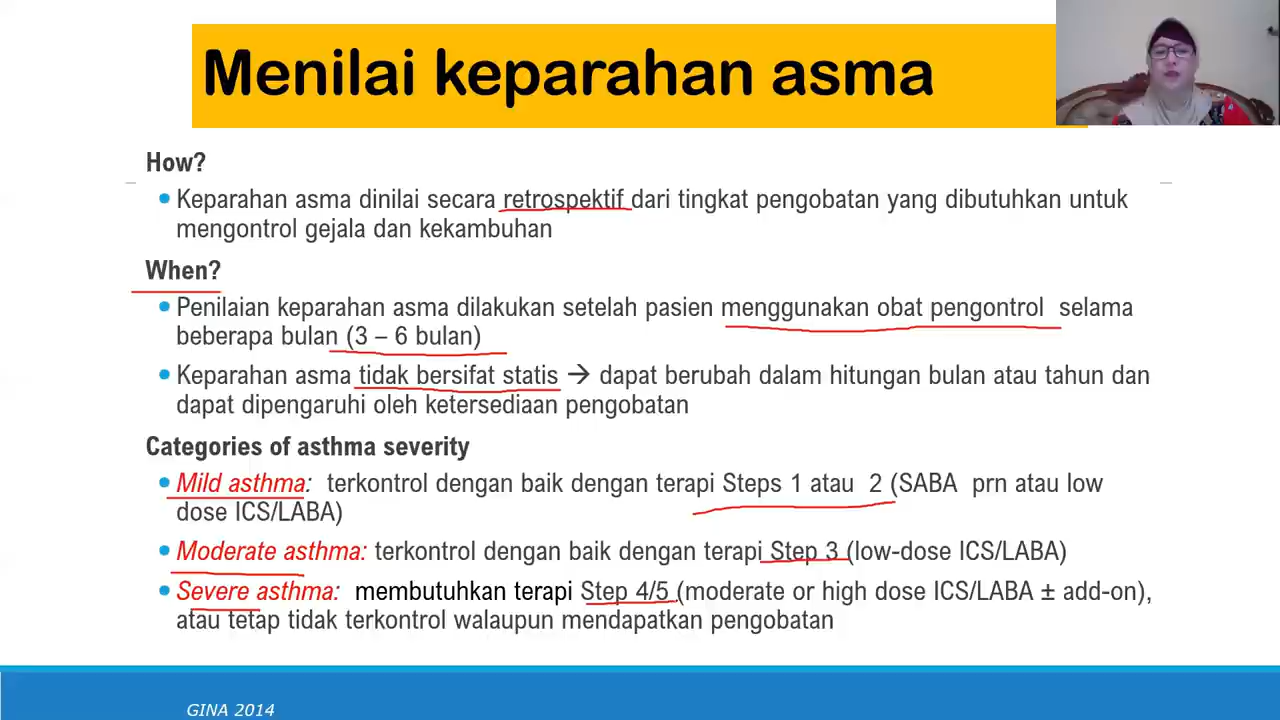 Menilai keparahan asma
How?
• Keparahan asma dinilai secara retrospektif dari tingkat pengobatan yang dibutuhkan untuk
mengontrol gejala dan kekambuhan
When?
• Penilaian keparahan asma dilakukan setelah pasien menggunakan obat pengontrol selama
beberapa bulan (3 – 6 bulan)
• Keparahan asma tidak bersifat statis → dapat berubah dalam hitungan bulan atau tahun dan
dapat dipengaruhi oleh ketersediaan pengobatan
Categories of asthma severity
• Mild asthma: terkontrol dengan baik dengan terapi Steps 1 atau 2 (SABA prn atau low
dose ICS/LABA)
• Moderate asthma: terkontrol dengan baik dengan terapi Step 3 (low-dose ICS/LABA)
• Severe asthma: membutuhkan terapi Step 4/5 (moderate or high dose ICS/LABA ± add-on),
atau tetap tidak terkontrol walaupun mendapatkan pengobatan
GINA 2014